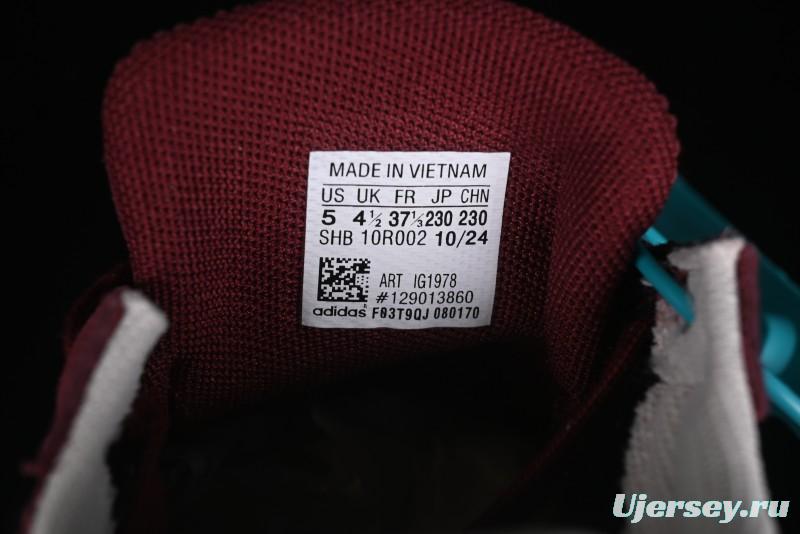 MADE IN VIETNAM
US UK FR JP CHN
5 4½ 37⅓ 230 230
SHB 10R002 10/24
ART IG1978
#129013860
adidas F03T9QJ 080170
Ujersey.ru